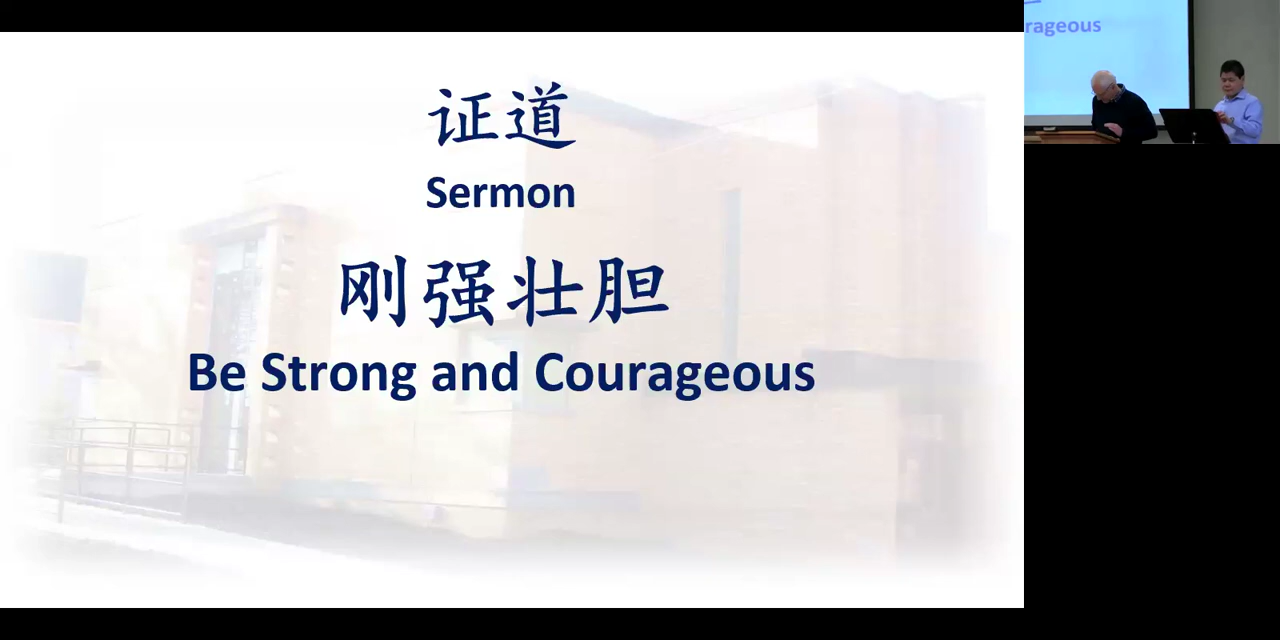 证道
Sermon
刚强壮胆
Be Strong and Courageous
rageous